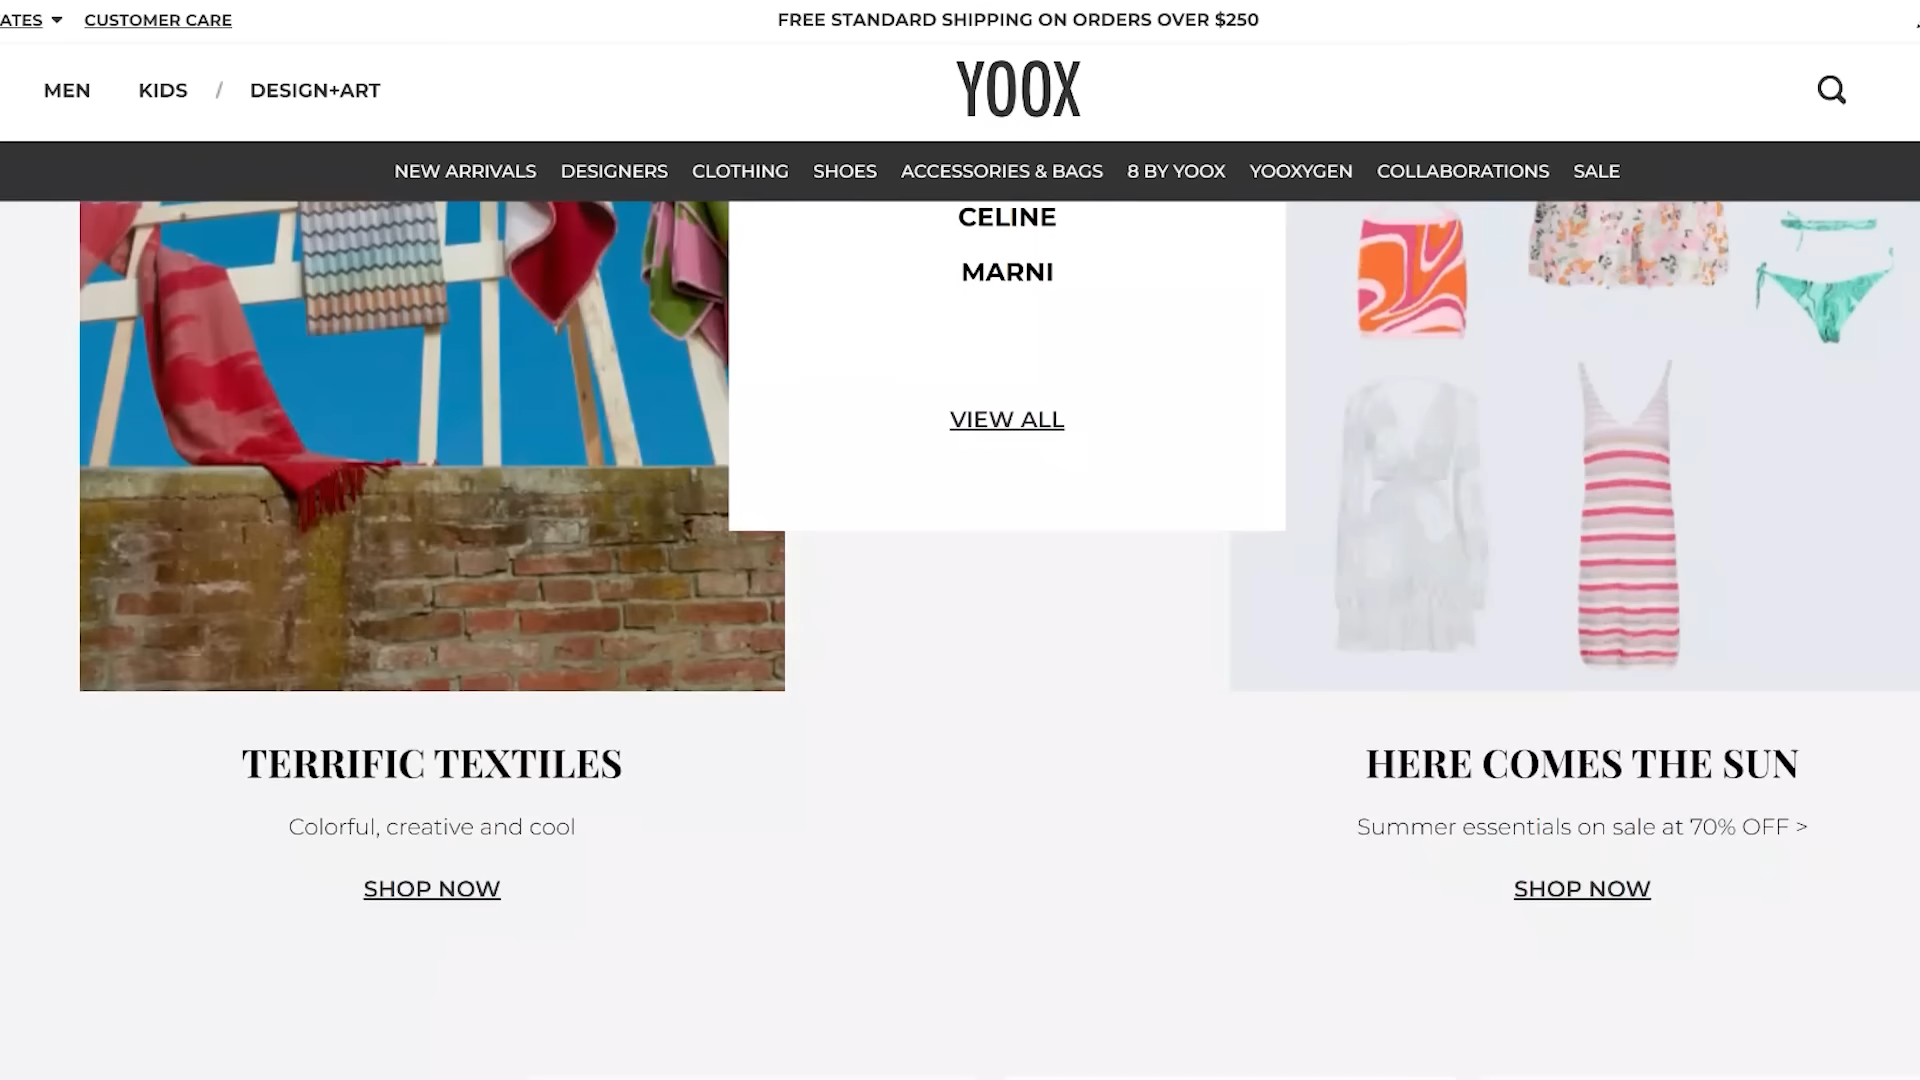 ATES CUSTOMER CARE
FREE STANDARD SHIPPING ON ORDERS OVER $250
MEN KIDS / DESIGN+ART
YOOX
NEW ARRIVALS DESIGNERS CLOTHING SHOES ACCESSORIES & BAGS 8 BY YOOX YOOXYGEN COLLABORATIONS SALE
CELINE
MARNI
VIEW ALL
TERRIFIC TEXTILES
Colorful, creative and cool
SHOP NOW
HERE COMES THE SUN
Summer essentials on sale at 70% OFF >
SHOP NOW